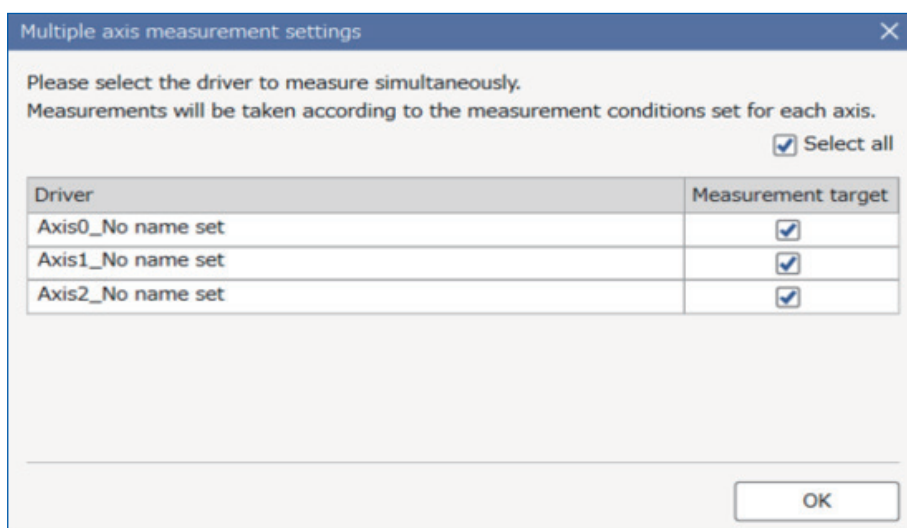 Multiple axis measurement settings
Please select the driver to measure simultaneously.
Measurements will be taken according to the measurement conditions set for each axis.
Select all
Driver Measurement target
Axis0_No name set
Axis1_No name set
Axis2_No name set
OK